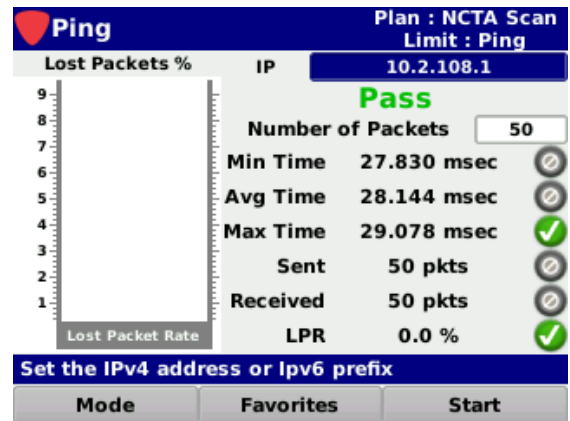 Ping
Plan : NCTA Scan
Limit : Ping
Lost Packets %
IP 10.2.108.1
Pass
Number of Packets 50
Min Time 27.830 msec
Avg Time 28.144 msec
Max Time 29.078 msec
Sent 50 pkts
Received 50 pkts
LPR 0.0 %
9
8
7
6
5
4
3
2
1
Lost Packet Rate
Set the IPv4 address or Ipv6 prefix
Mode Favorites Start